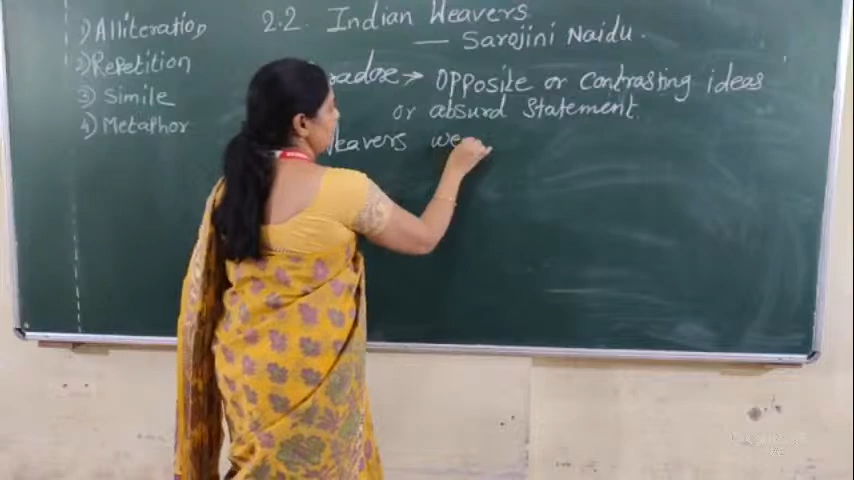 1) Alliteration
2) Repetition
3) Simile
4) Metaphor
2.2. Indian Weavers
— Sarojini Naidu.
radox → Opposite or Contrasting ideas
or absurd Statement.
Weavers we